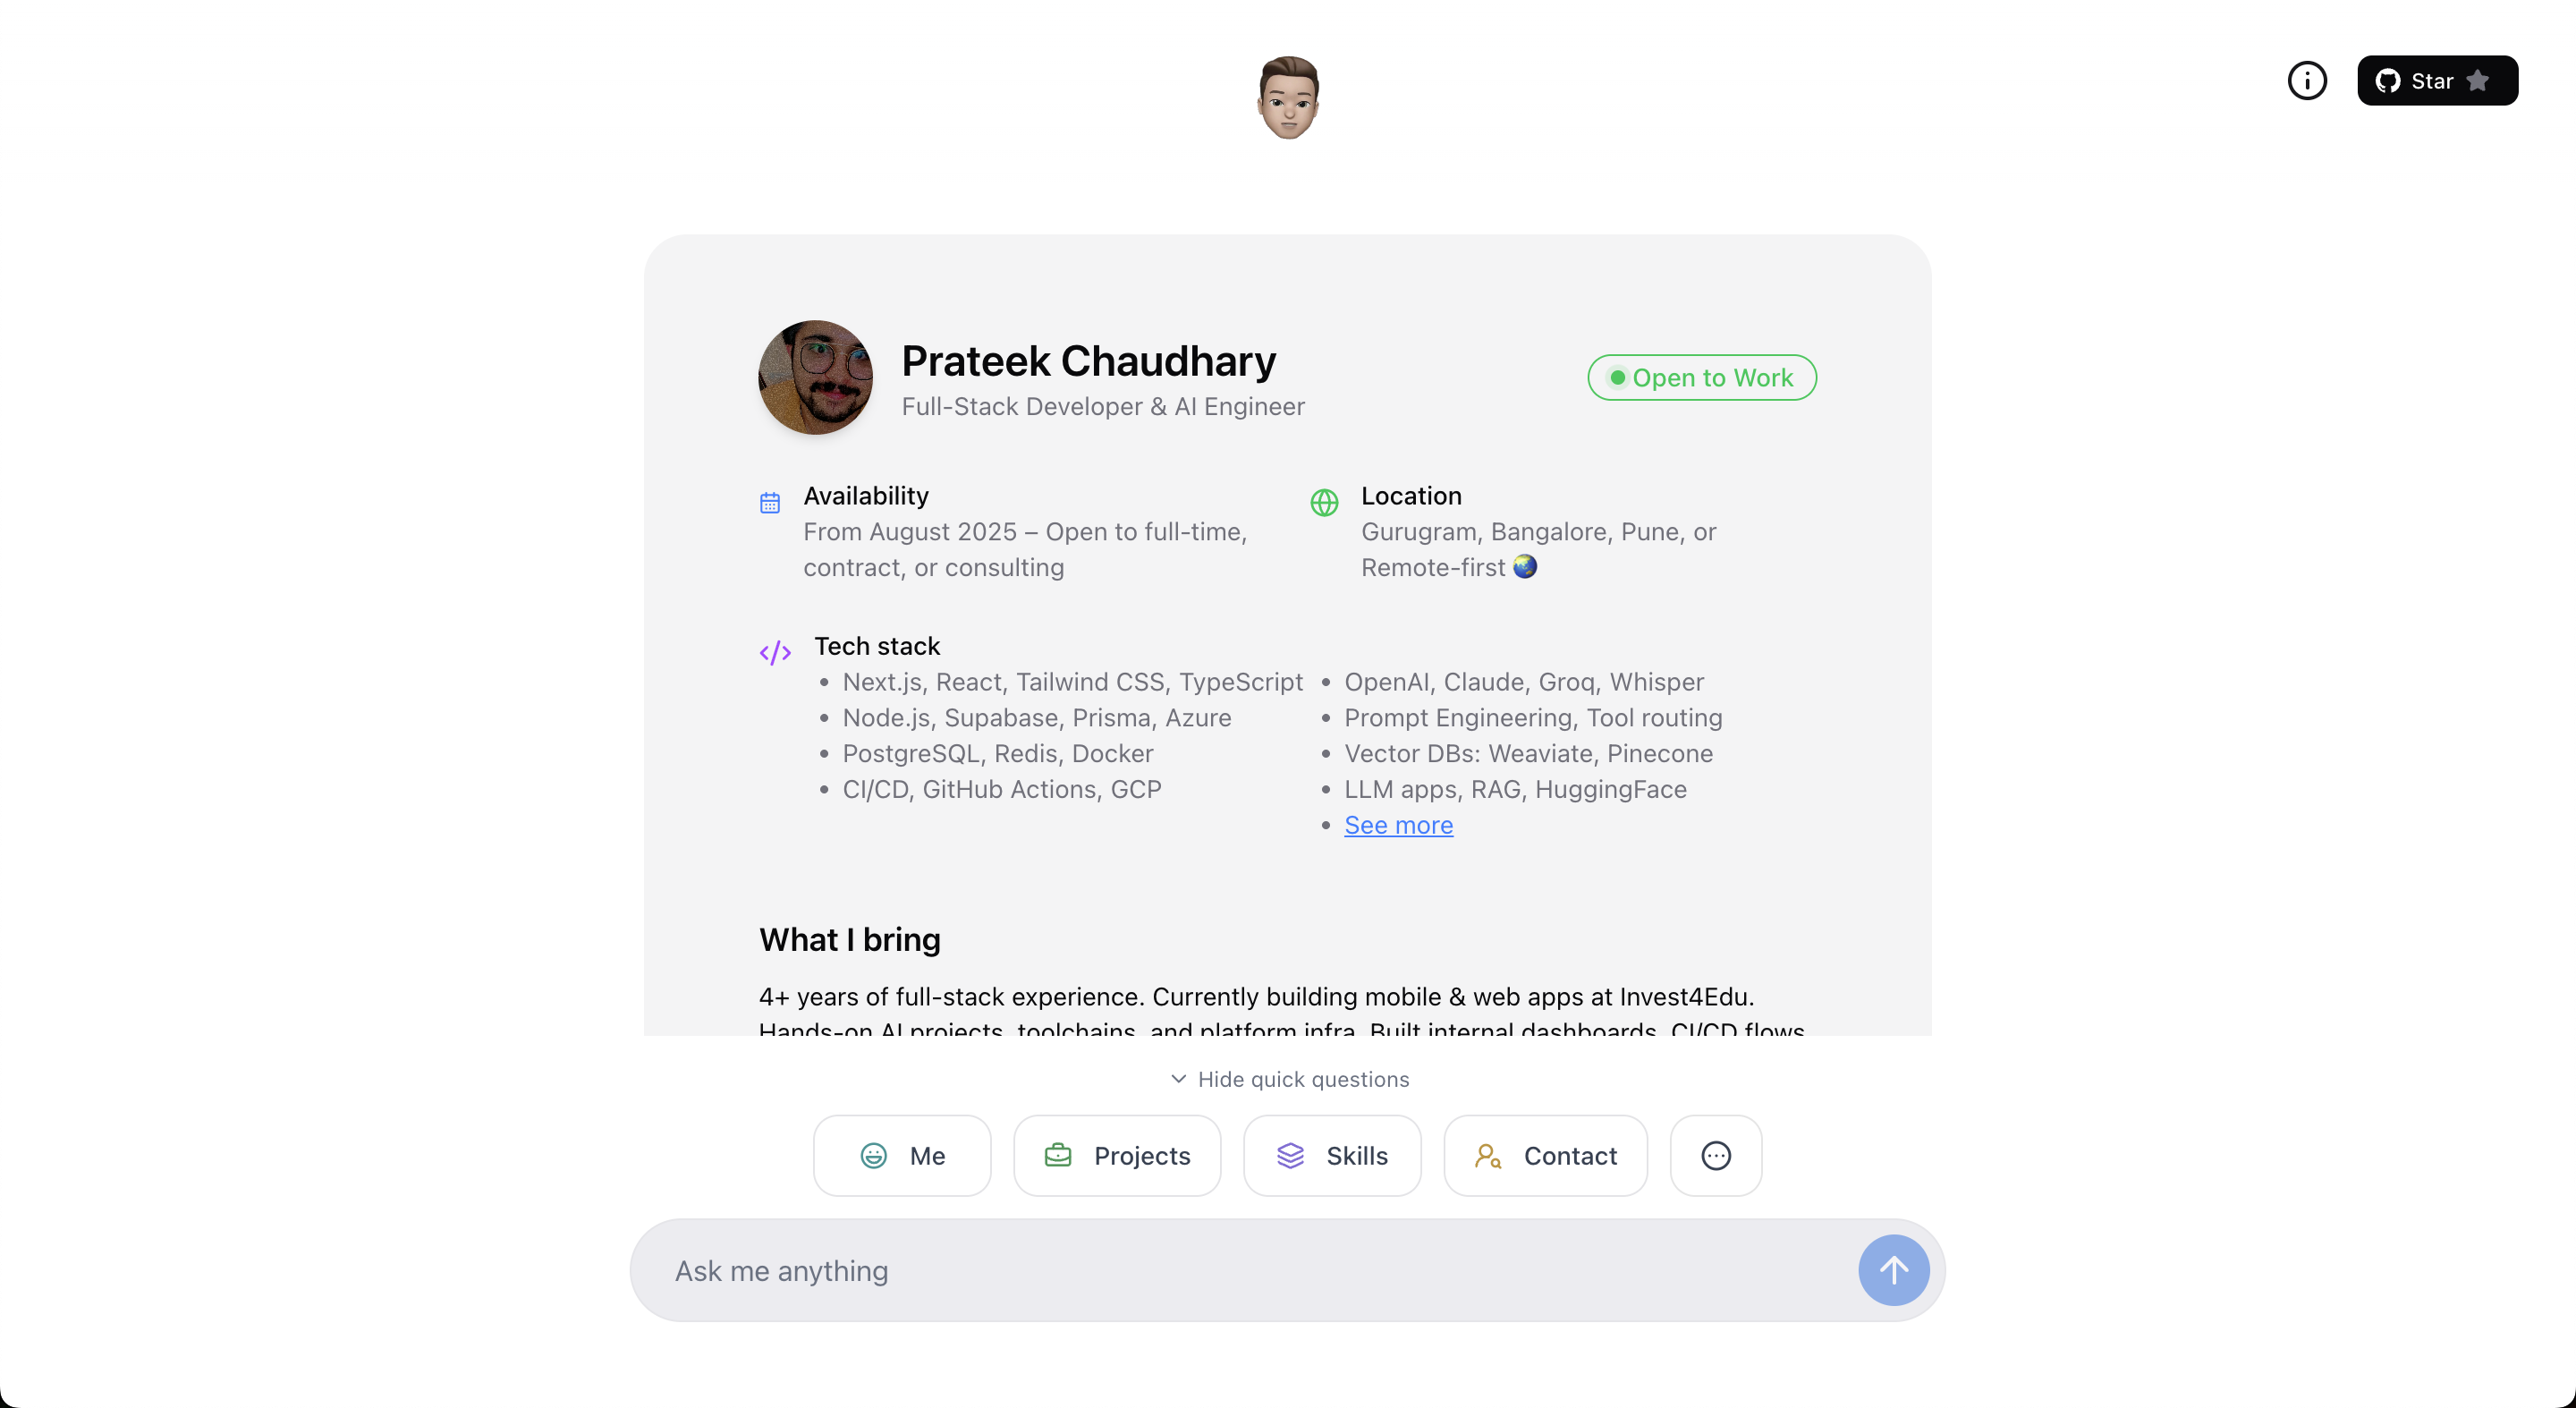 Star
Prateek Chaudhary
Full-Stack Developer & AI Engineer
Open to Work
Availability
From August 2025 – Open to full-time,
contract, or consulting
Location
Gurugram, Bangalore, Pune, or
Remote-first 🌏
Tech stack
• Next.js, React, Tailwind CSS, TypeScript
• Node.js, Supabase, Prisma, Azure
• PostgreSQL, Redis, Docker
• CI/CD, GitHub Actions, GCP
• OpenAI, Claude, Groq, Whisper
• Prompt Engineering, Tool routing
• Vector DBs: Weaviate, Pinecone
• LLM apps, RAG, HuggingFace
• See more
What I bring
4+ years of full-stack experience. Currently building mobile & web apps at Invest4Edu.
Hands-on AI projects, toolchains, and platform infra. Built internal dashboards, CI/CD flows
Hide quick questions
Me
Projects
Skills
Contact
Ask me anything